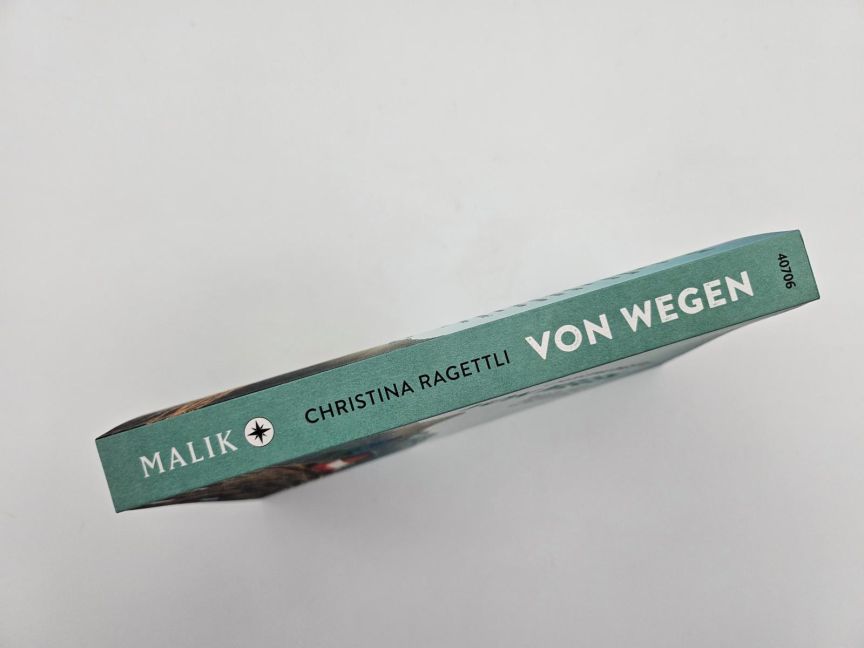 MALIK
CHRISTINA RAGETTLI
VON WEGEN
40706